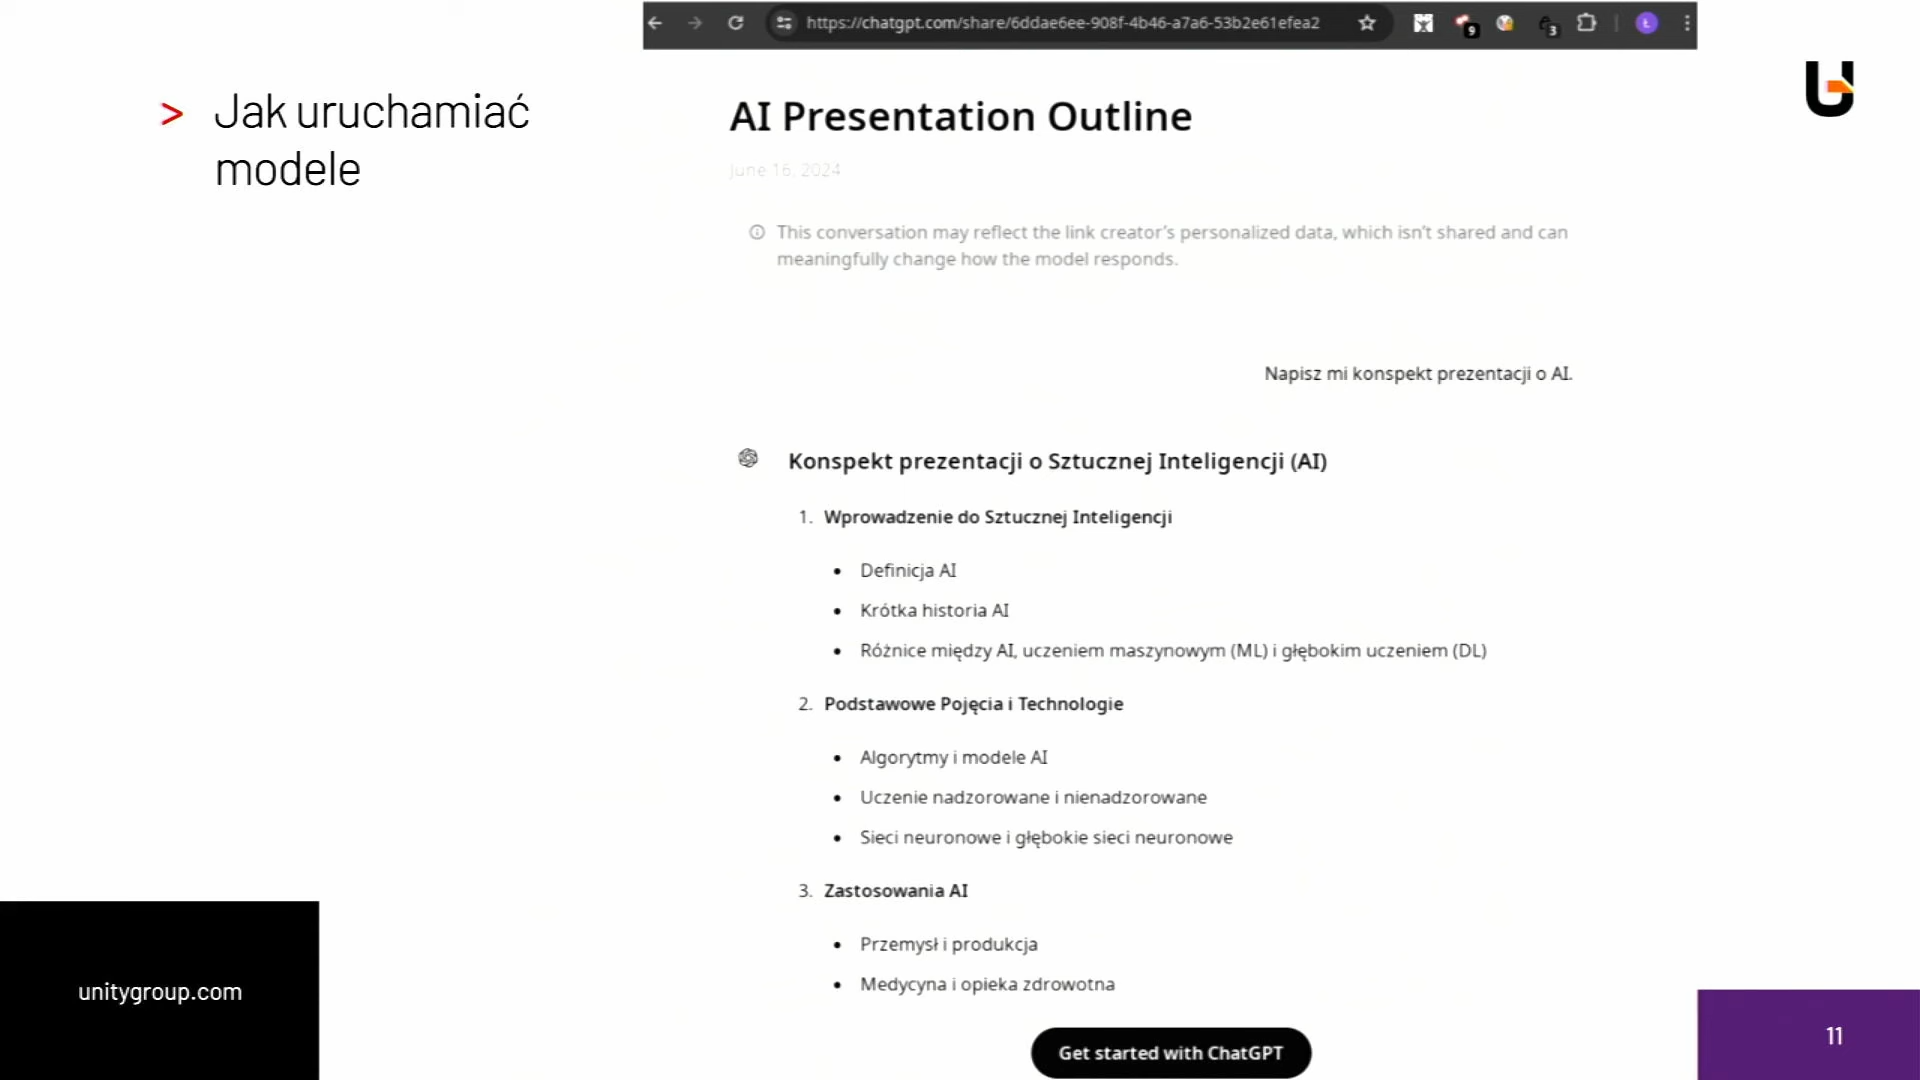 https://chatgpt.com/share/6ddae6ee-908f-4b46-a7a6-53b2e61efea2
9
3
Ł
> Jak uruchamiać
modele
AI Presentation Outline
June 16, 2024
This conversation may reflect the link creator's personalized data, which isn't shared and can
meaningfully change how the model responds.
Napisz mi konspekt prezentacji o AI.
Konspekt prezentacji o Sztucznej Inteligencji (AI)
1. Wprowadzenie do Sztucznej Inteligencji
• Definicja AI
• Krótka historia AI
• Różnice między AI, uczeniem maszynowym (ML) i głębokim uczeniem (DL)
2. Podstawowe Pojęcia i Technologie
• Algorytmy i modele AI
• Uczenie nadzorowane i nienadzorowane
• Sieci neuronowe i głębokie sieci neuronowe
3. Zastosowania AI
• Przemysł i produkcja
• Medycyna i opieka zdrowotna
Get started with ChatGPT
unitygroup.com
11